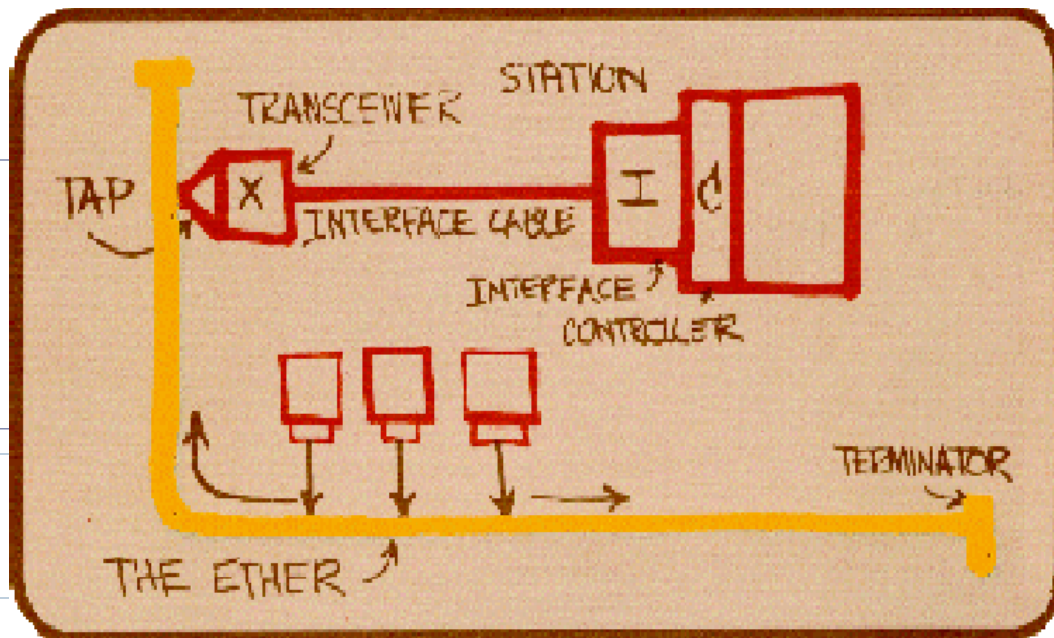 STATION
TRANSCEIVER
TAP
X
I
C
INTERFACE CABLE
INTERFACE
CONTROLLER
TERMINATOR
THE ETHER